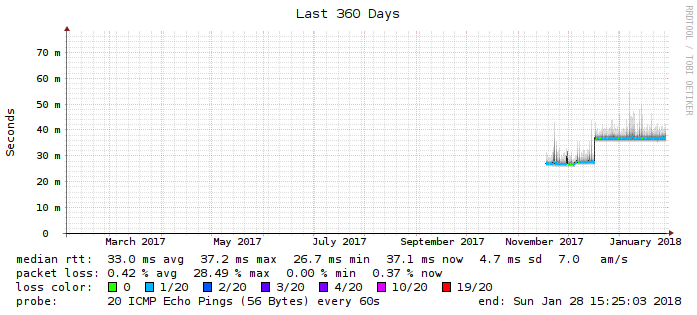 Last 360 Days
RRDTOOL / TOBI OETIKER
Seconds
70 m
60 m
50 m
40 m
30 m
20 m
10 m
0
March 2017 May 2017 July 2017 September 2017 November 2017 January 2018
median rtt: 33.0 ms avg 37.2 ms max 26.7 ms min 37.1 ms now 4.7 ms sd 7.0 am/s
packet loss: 0.42 % avg 28.49 % max 0.00 % min 0.37 % now
loss color: 0 1/20 2/20 3/20 4/20 10/20 19/20
probe: 20 ICMP Echo Pings (56 Bytes) every 60s end: Sun Jan 28 15:25:03 2018